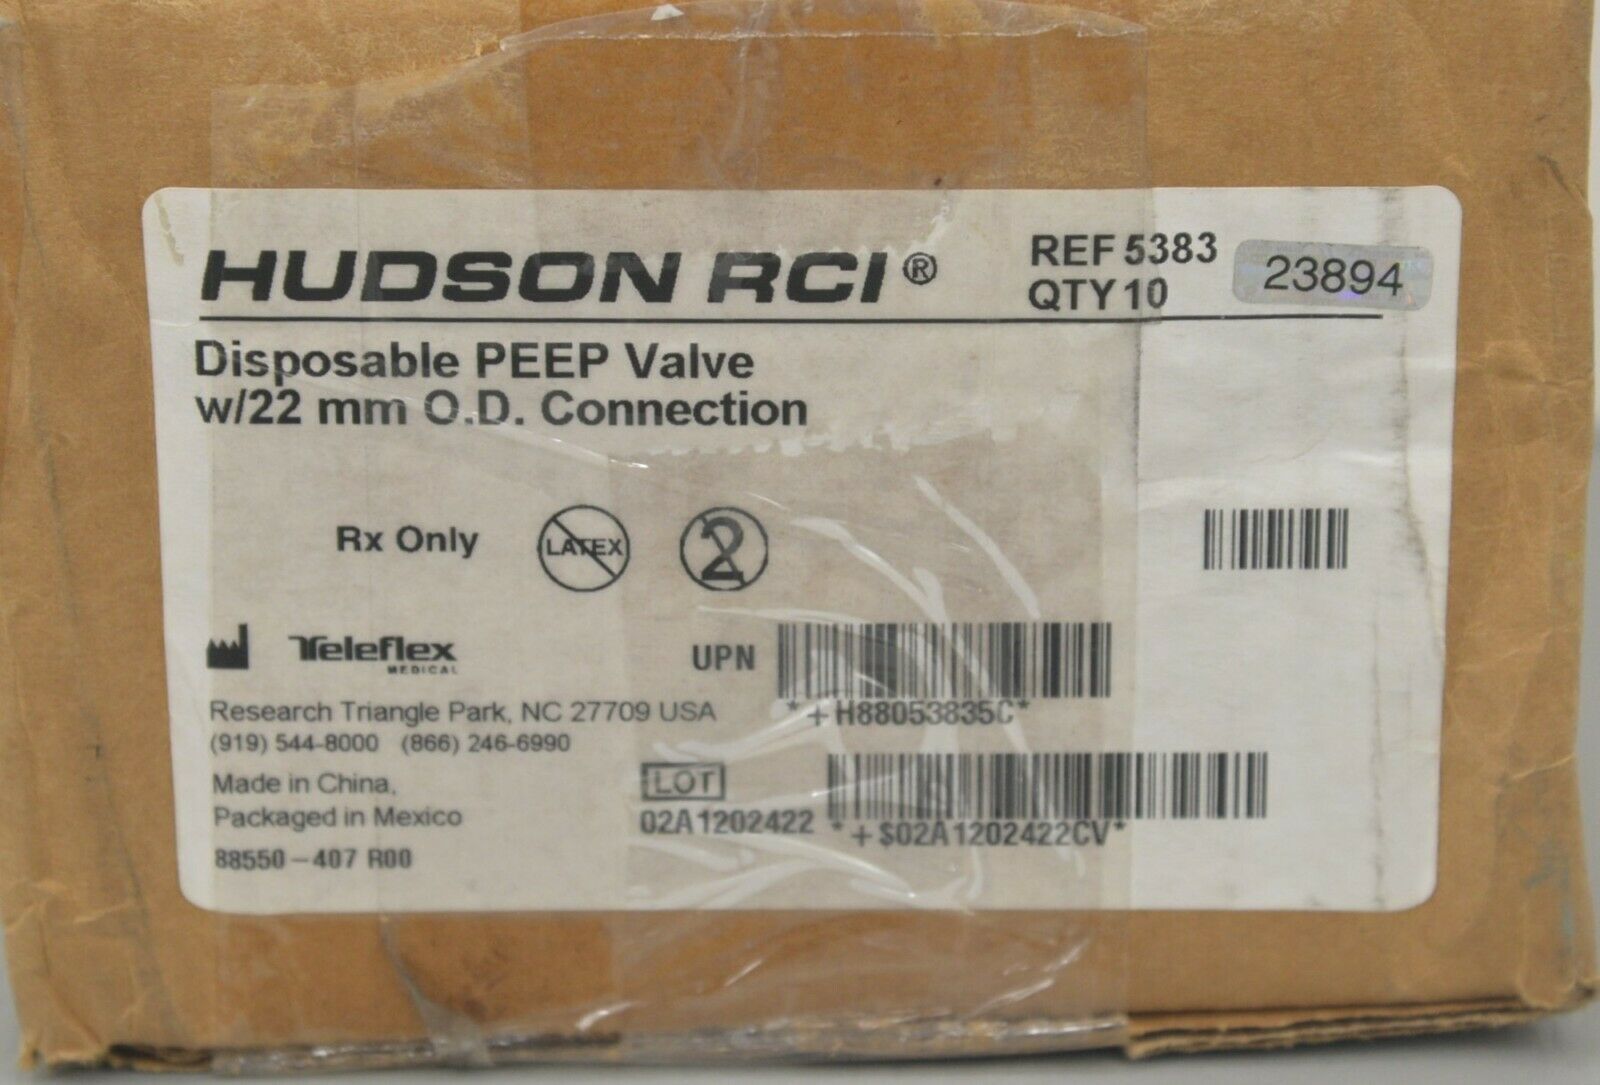 HUDSON RCI®
REF 5383
QTY 10
23894
Disposable PEEP Valve
w/22 mm O.D. Connection
Rx Only
LATEX
2
Teleflex
MEDICAL
UPN
*+H88053835C*
Research Triangle Park, NC 27709 USA
(919) 544-8000 (866) 246-6990
Made in China,
Packaged in Mexico
LOT
02A1202422
*+S02A1202422CV*
88550-407 R00